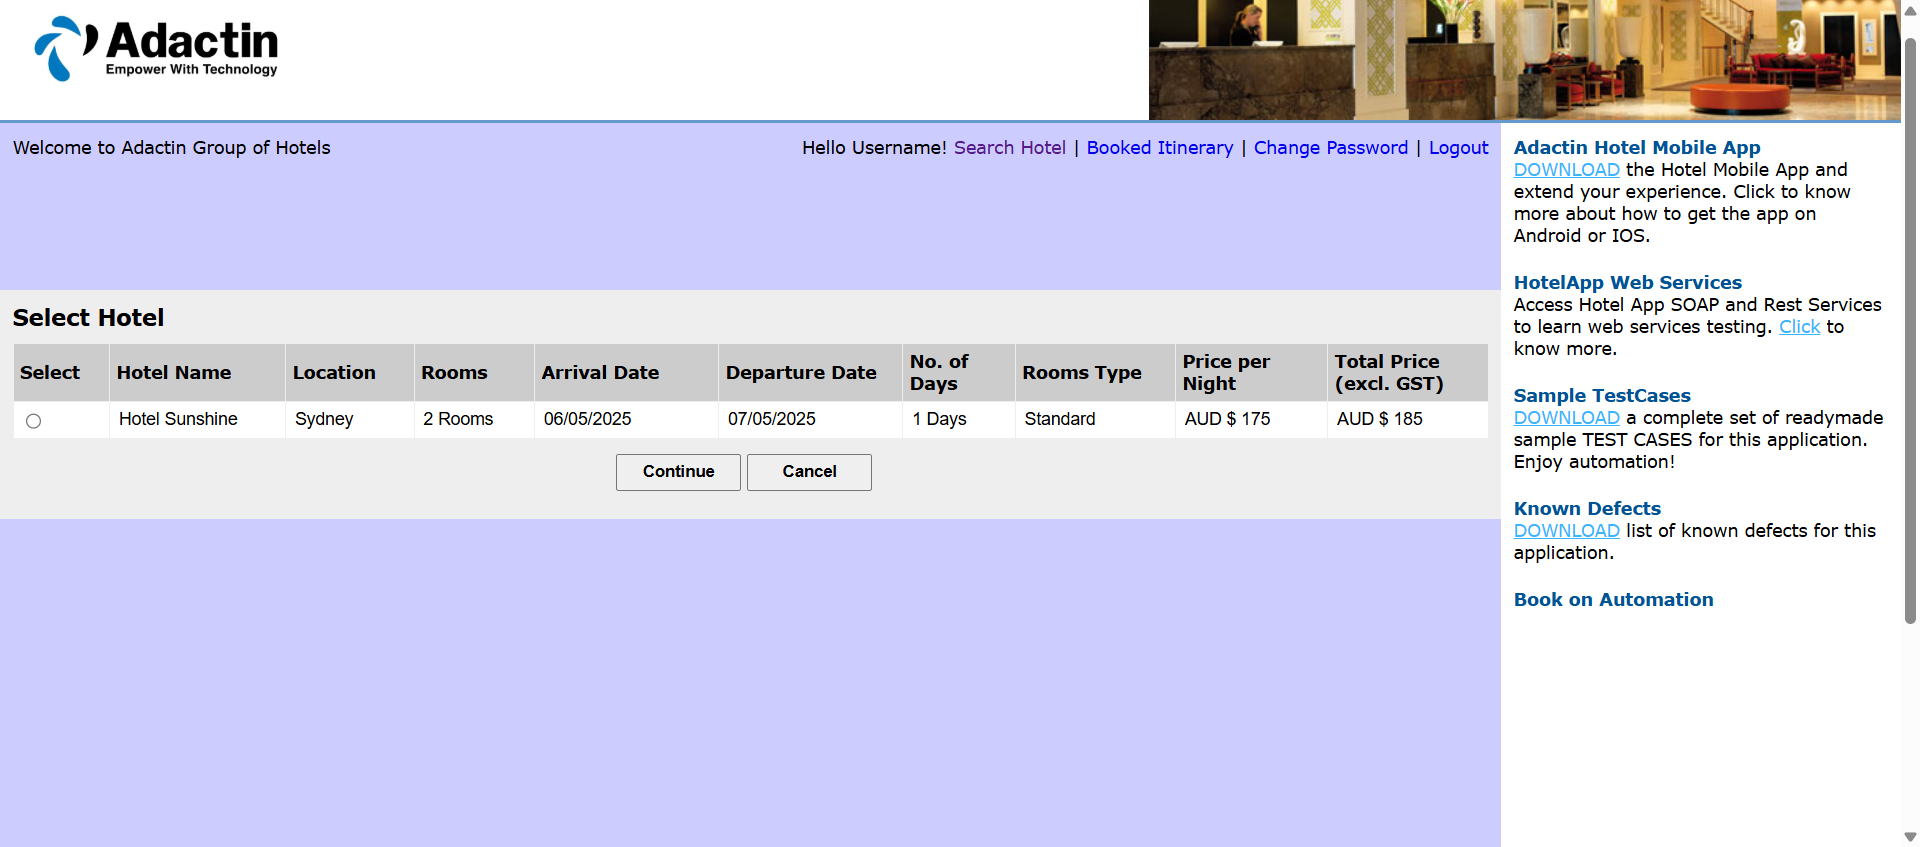 Adactin
Empower With Technology
Welcome to Adactin Group of Hotels
Hello Username! Search Hotel | Booked Itinerary | Change Password | Logout
Select Hotel
Select Hotel Name Location Rooms Arrival Date Departure Date No. of Days Rooms Type Price per Night Total Price (excl. GST)
Hotel Sunshine Sydney 2 Rooms 06/05/2025 07/05/2025 1 Days Standard AUD $ 175 AUD $ 185
Continue Cancel
Adactin Hotel Mobile App
DOWNLOAD the Hotel Mobile App and
extend your experience. Click to know
more about how to get the app on
Android or IOS.
HotelApp Web Services
Access Hotel App SOAP and Rest Services
to learn web services testing. Click to
know more.
Sample TestCases
DOWNLOAD a complete set of readymade
sample TEST CASES for this application.
Enjoy automation!
Known Defects
DOWNLOAD list of known defects for this
application.
Book on Automation